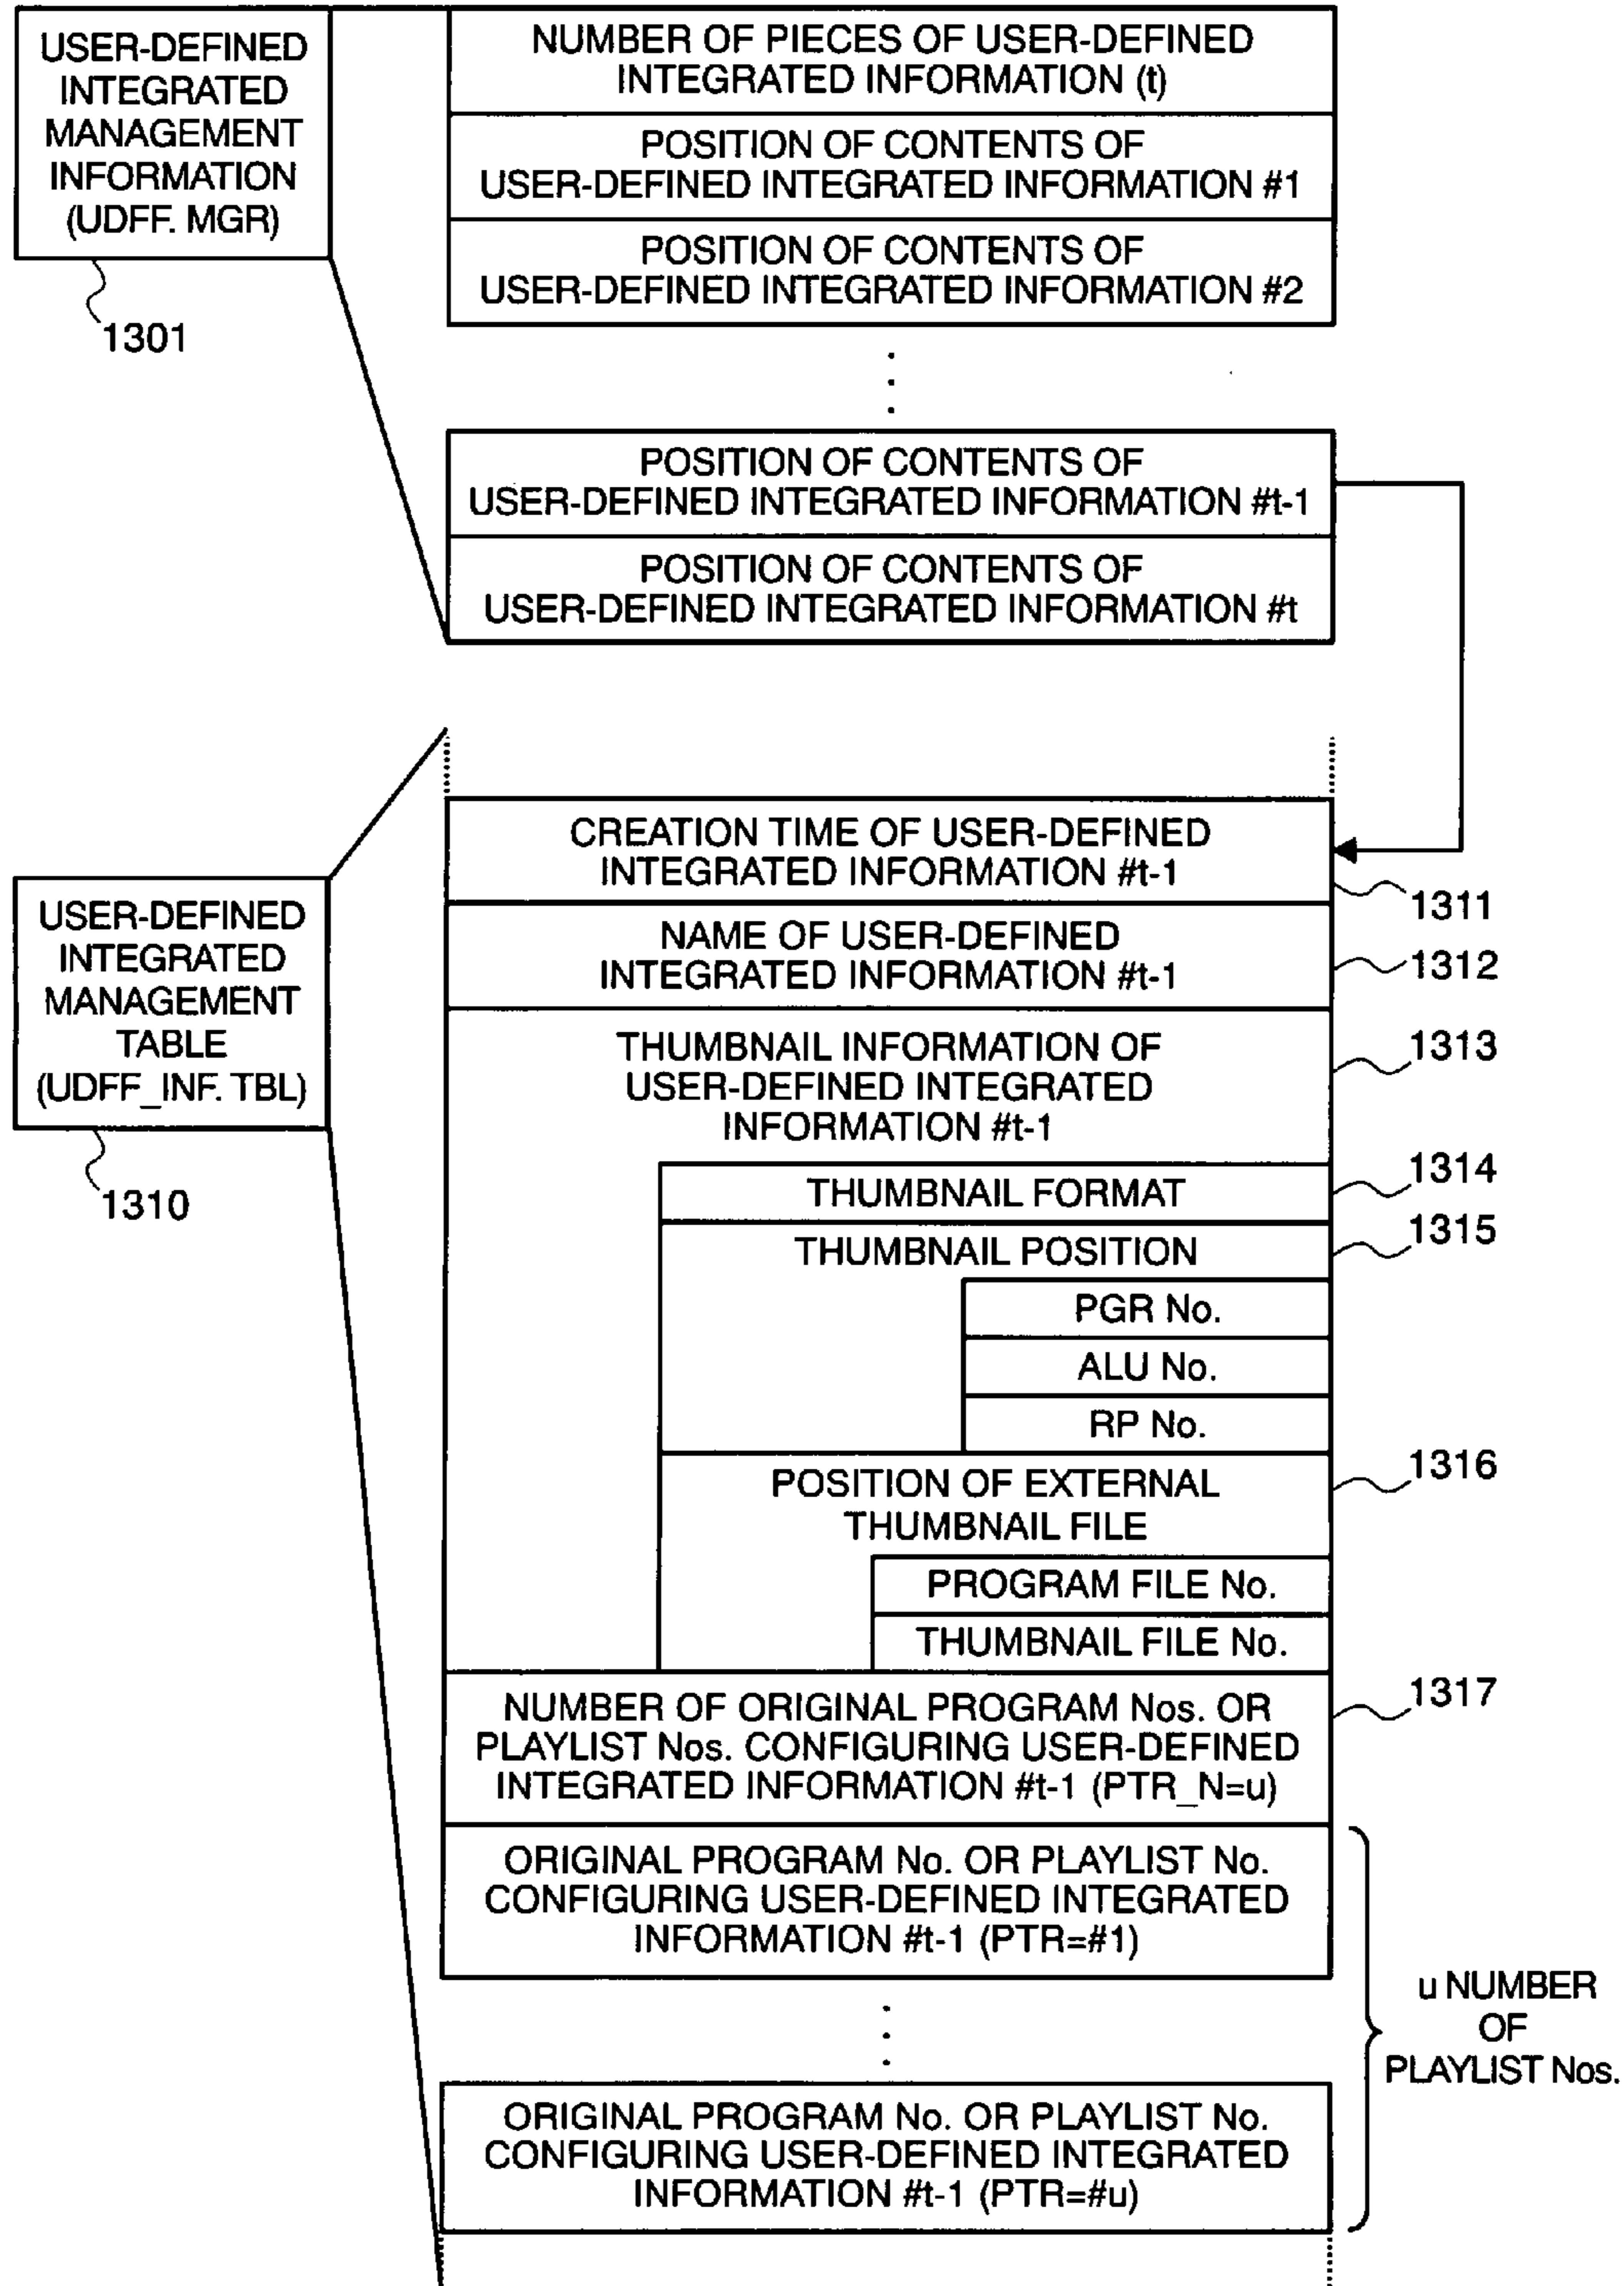 USER-DEFINED
INTEGRATED
MANAGEMENT
INFORMATION
(UDFF. MGR)
1301
NUMBER OF PIECES OF USER-DEFINED
INTEGRATED INFORMATION (t)
POSITION OF CONTENTS OF
USER-DEFINED INTEGRATED INFORMATION #1
POSITION OF CONTENTS OF
USER-DEFINED INTEGRATED INFORMATION #2
POSITION OF CONTENTS OF
USER-DEFINED INTEGRATED INFORMATION #t-1
POSITION OF CONTENTS OF
USER-DEFINED INTEGRATED INFORMATION #t
USER-DEFINED
INTEGRATED
MANAGEMENT
TABLE
(UDFF_INF. TBL)
1310
CREATION TIME OF USER-DEFINED
INTEGRATED INFORMATION #t-1
1311
NAME OF USER-DEFINED
INTEGRATED INFORMATION #t-1
1312
THUMBNAIL INFORMATION OF
USER-DEFINED INTEGRATED
INFORMATION #t-1
1313
THUMBNAIL FORMAT
1314
THUMBNAIL POSITION
1315
PGR No.
ALU No.
RP No.
POSITION OF EXTERNAL
THUMBNAIL FILE
1316
PROGRAM FILE No.
THUMBNAIL FILE No.
NUMBER OF ORIGINAL PROGRAM Nos. OR
PLAYLIST Nos. CONFIGURING USER-DEFINED
INTEGRATED INFORMATION #t-1 (PTR_N=u)
1317
ORIGINAL PROGRAM No. OR PLAYLIST No.
CONFIGURING USER-DEFINED INTEGRATED
INFORMATION #t-1 (PTR=#1)
u NUMBER
OF
PLAYLIST Nos.
ORIGINAL PROGRAM No. OR PLAYLIST No.
CONFIGURING USER-DEFINED INTEGRATED
INFORMATION #t-1 (PTR=#u)